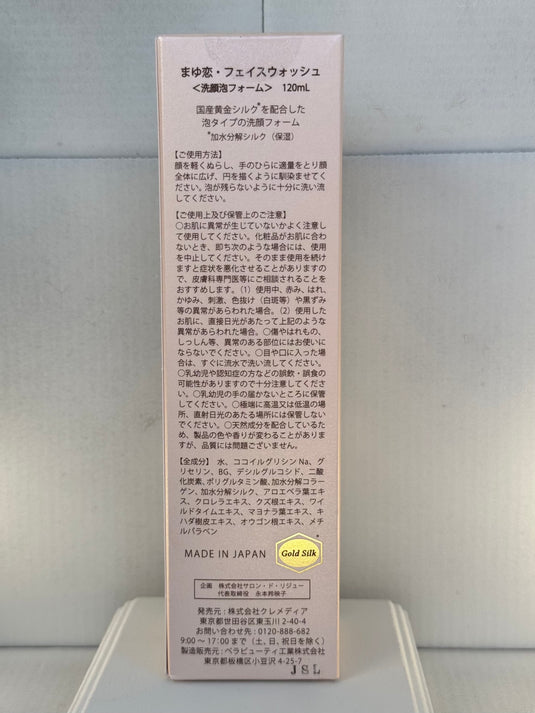 まゆ恋・フェイスウォッシュ
＜洗顔泡フォーム＞ 120mL
国産黄金シルク*を配合した
泡タイプの洗顔フォーム
*加水分解シルク（保湿）
【ご使用方法】
顔を軽くぬらし、手のひらに適量をとり顔
全体に広げ、円を描くように馴染ませてく
ださい。泡が残らないように十分に洗い流
してください。
【ご使用上及び保管上のご注意】
○お肌に異常が生じていないかよく注意し
て使用してください。化粧品がお肌に合わ
ないとき、即ち次のような場合には、使用
を中止してください。そのまま使用を続け
ますと症状を悪化させることがありますの
で、皮膚科専門医等にご相談されることを
おすすめします。（1）使用中、赤み、はれ、
かゆみ、刺激、色抜け（白斑等）や黒ずみ
等の異常があらわれた場合。（2）使用した
お肌に、直接日光があたって上記のような
異常があらわれた場合。○傷やはれもの、
しっしん等、異常のある部位にはお使いに
ならないでください。○目や口に入った場
合は、すぐに流水で洗い流してください。
○乳幼児や認知症の方などの誤飲・誤食の
可能性がありますので十分注意してくださ
い。○乳幼児の手の届かないところに保管
してください。○極端に高温又は低温の場
所、直射日光のあたる場所には保管しない
でください。○天然成分を配合しているた
め、製品の色や香りが変わることがありま
すが、品質には問題ございません。
【全成分】 水、ココイルグリシンNa、グ
リセリン、BG、デシルグルコシド、二酸
化炭素、ポリグルタミン酸、加水分解コラー
ゲン、加水分解シルク、アロエベラ葉エキ
ス、クロレラエキス、クズ根エキス、ワイ
ルドタイムエキス、マヨナラ葉エキス、キ
ハダ樹皮エキス、オウゴン根エキス、メチ
ルパラベン
MADE IN JAPAN
Gold Silk
*
企画 株式会社サロン・ド・リジュー
代表取締役 永本玲映子
発売元：株式会社クレメディア
東京都世田谷区東玉川 2-40-4
お問い合わせ先：0120-888-682
9:00～17:00まで（土、日、祝日を除く）
製造販売元：ベラビューティ工業株式会社
東京都板橋区小豆沢 4-25-7
JSL